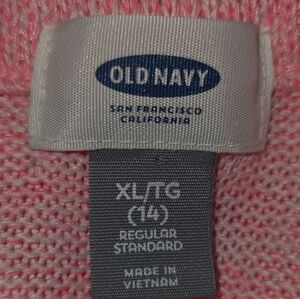 OLD NAVY
SAN FRANCISCO
CALIFORNIA
XL/TG
(14)
REGULAR
STANDARD
MADE IN
VIETNAM